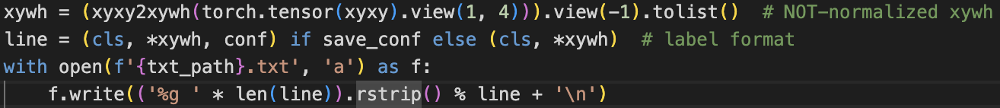 xywh = (xyxy2xywh(torch.tensor(xyxy).view(1, 4))).view(-1).tolist()  # NOT-normalized xywh
line = (cls, *xywh, conf) if save_conf else (cls, *xywh)  # label format
with open(f'{txt_path}.txt', 'a') as f:
    f.write(('%g ' * len(line)).rstrip() % line + '\n')